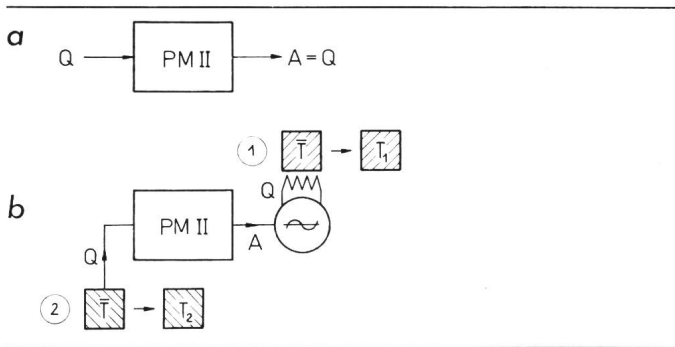 a
Q PM II A = Q
1 T̄ T₁
Q
b
PM II
A
Q
2 T̄ T₂